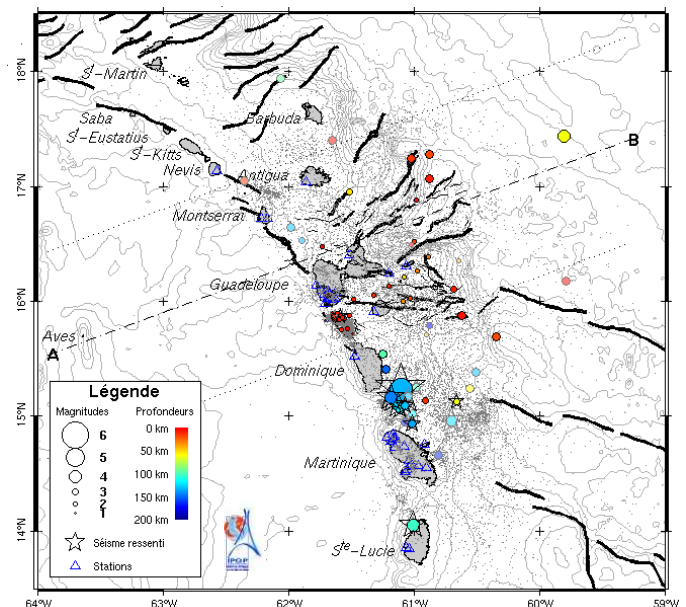 18°N
Sᵗ-Martin
Saba
Barbuda
Sᵗ-Eustatius
B
Sᵗ-Kitts
Nevis
Antigua
17°N
Montserrat
Guadeloupe
16°N
Aves
A
Dominique
Légende
Magnitudes Profondeurs
6 0 km
5 50 km
4 100 km
3
2 150 km
1 200 km
Séisme ressenti
Stations
15°N
Martinique
14°N
IPGP
Sᵗᵉ-Lucie
64°W 63°W 62°W 61°W 60°W 59°W